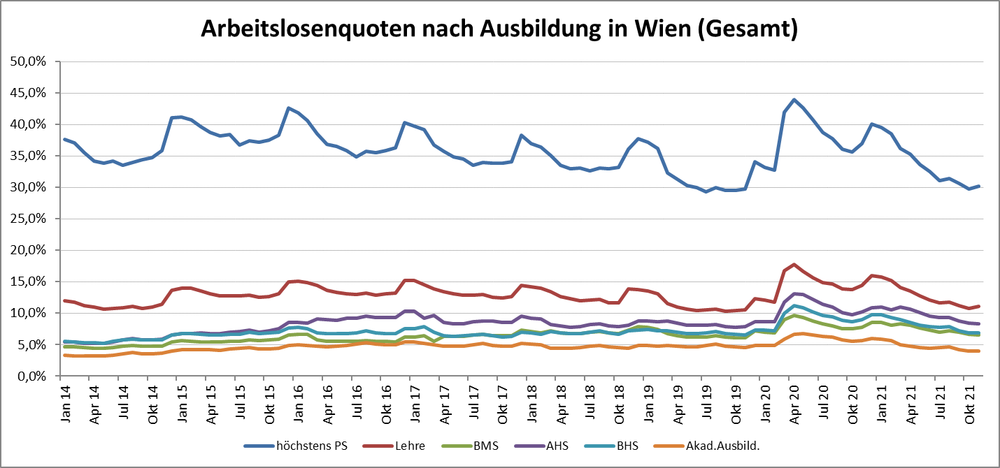 Arbeitslosenquoten nach Ausbildung in Wien (Gesamt)
50,0%
45,0%
40,0%
35,0%
30,0%
25,0%
20,0%
15,0%
10,0%
5,0%
0,0%
Jan 14
Apr 14
Jul 14
Okt 14
Jan 15
Apr 15
Jul 15
Okt 15
Jan 16
Apr 16
Jul 16
Okt 16
Jan 17
Apr 17
Jul 17
Okt 17
Jan 18
Apr 18
Jul 18
Okt 18
Jan 19
Apr 19
Jul 19
Okt 19
Jan 20
Apr 20
Jul 20
Okt 20
Jan 21
Apr 21
Jul 21
Okt 21
höchstens PS Lehre BMS AHS BHS Akad.Ausbild.